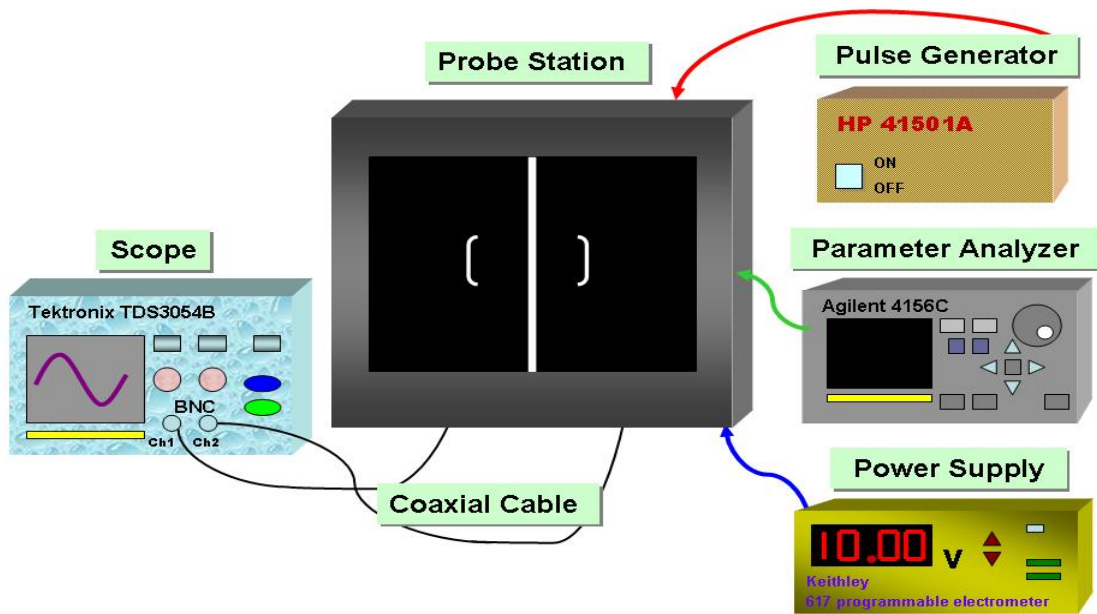 Probe Station
Pulse Generator
HP 41501A
ON
OFF
Scope
Tektronix TDS3054B
BNC
Ch1 Ch2
Parameter Analyzer
Agilent 4156C
Coaxial Cable
Power Supply
10.00 V
Keithley
617 programmable electrometer